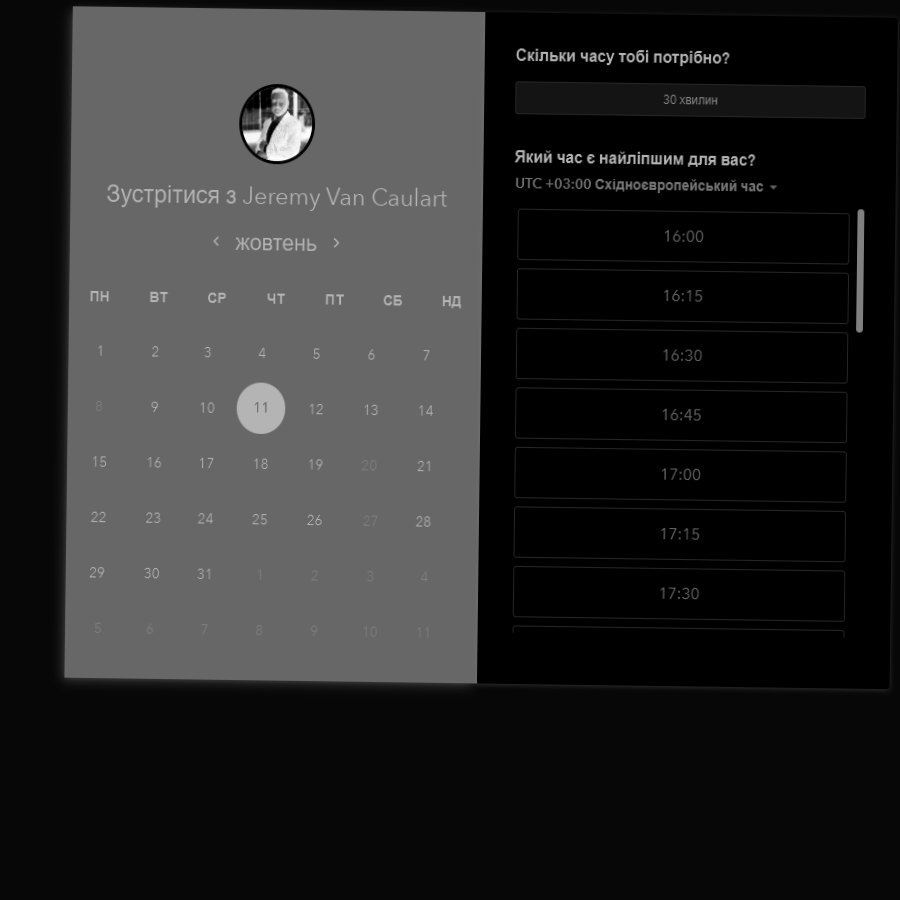 Зустрітися з Jeremy Van Caulart
жовтень
ПН ВТ СР ЧТ ПТ СБ НД
1 2 3 4 5 6 7
8 9 10 11 12 13 14
15 16 17 18 19 20 21
22 23 24 25 26 27 28
29 30 31 1 2 3 4
5 6 7 8 9 10 11
Скільки часу тобі потрібно?
30 хвилин
Який час є найліпшим для вас?
UTC +03:00 Східноєвропейський час
16:00
16:15
16:30
16:45
17:00
17:15
17:30